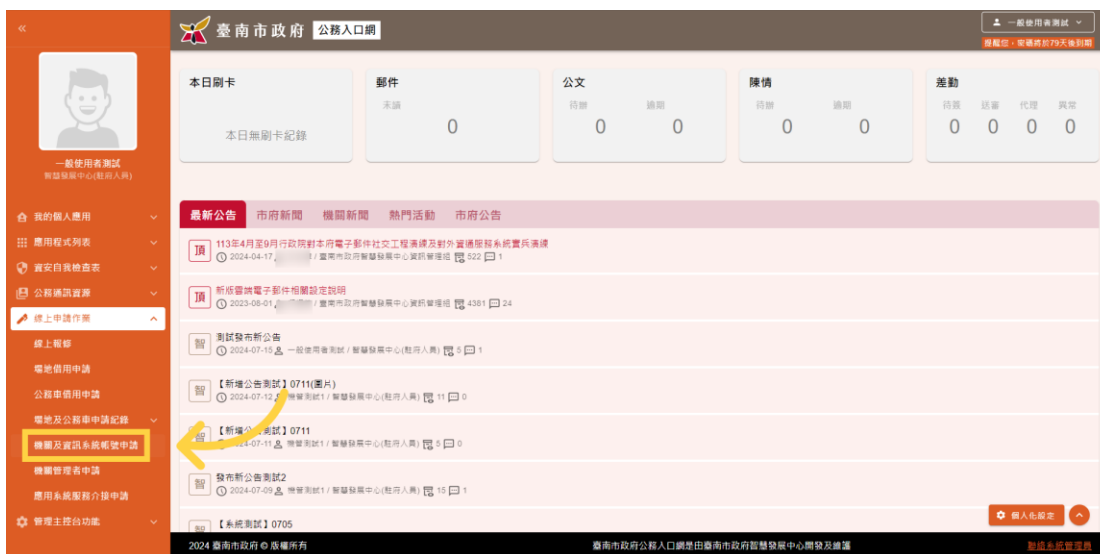 «
臺南市政府 公務入口網
一般使用者測試
提醒您,密碼將於79天後到期
一般使用者測試
智慧發展中心(駐府人員)
我的個人應用
應用程式列表
資安自我檢查表
公務通訊資源
線上申請作業
線上報修
場地借用申請
公務車借用申請
場地及公務車申請紀錄
機關及資訊系統帳號申請
機關管理者申請
應用系統服務介接申請
管理主控台功能
本日刷卡
本日無刷卡紀錄
郵件
未讀
0
公文
待辦 逾期
0 0
陳情
待辦 逾期
0 0
差勤
待簽 送審 代理 異常
0 0 0 0
最新公告 市府新聞 機關新聞 熱門活動 市府公告
頂 113年4月至9月行政院對本府電子郵件社交工程演練及對外資通服務系統實兵演練
2024-04-17 / 臺南市政府智慧發展中心資訊管理組 522 1
頂 新版雲端電子郵件相關設定說明
2023-08-01 / 臺南市政府智慧發展中心資訊管理組 4381 24
智 測試發布新公告
2024-07-15 一般使用者測試 / 智慧發展中心(駐府人員) 5 1
智 【新增公告測試】0711(圖片)
2024-07-12 機管測試1 / 智慧發展中心(駐府人員) 11 0
智 【新增公告測試】0711
2024-07-11 機管測試1 / 智慧發展中心(駐府人員) 5 0
智 發布新公告測試2
2024-07-09 機管測試1 / 智慧發展中心(駐府人員) 15 1
智 【系統測試】0705
個人化設定
2024 臺南市政府 © 版權所有
臺南市政府公務入口網是由臺南市政府智慧發展中心開發及維護
聯絡系統管理員